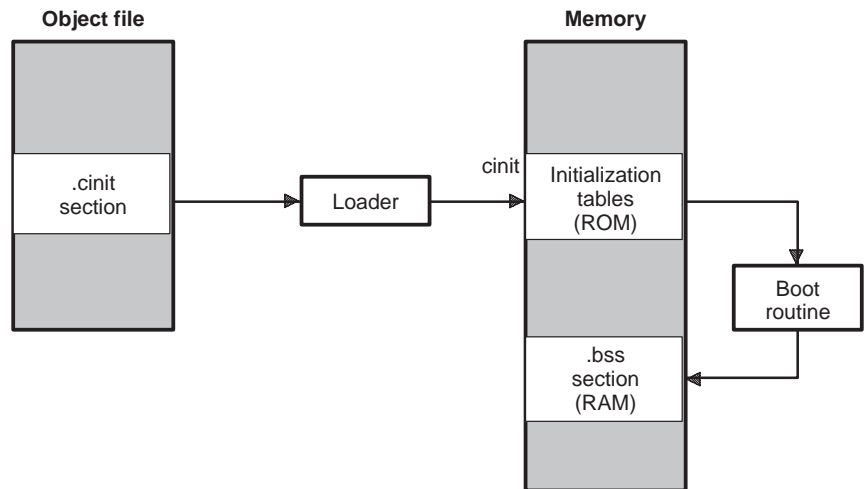 Object file
Memory
.cinit
section
Loader
cinit
Initialization
tables
(ROM)
Boot
routine
.bss
section
(RAM)